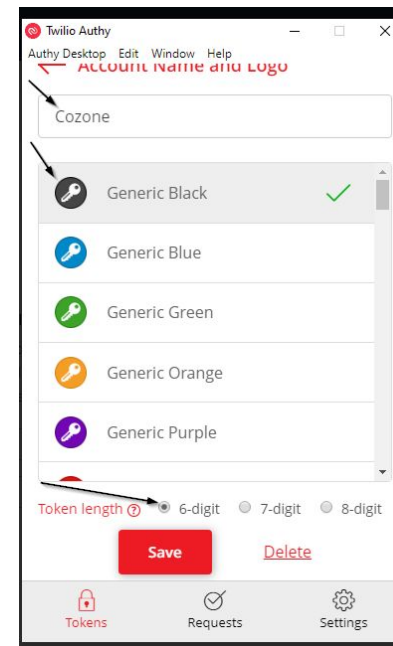 Twilio Authy
Authy Desktop Edit Window Help
Account Name and Logo
Cozone
Generic Black
Generic Blue
Generic Green
Generic Orange
Generic Purple
Token length ? 6-digit 7-digit 8-digit
Save Delete
Tokens Requests Settings